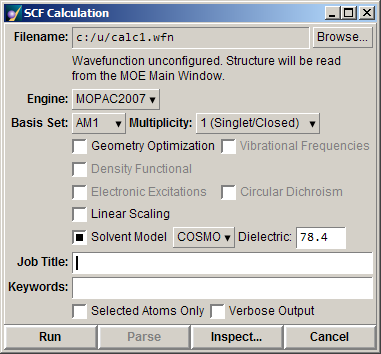 SCF Calculation
Filename: c:/u/calc1.wfn Browse...
Wavefunction unconfigured. Structure will be read
from the MOE Main Window.
Engine: MOPAC2007
Basis Set: AM1 Multiplicity: 1 (Singlet/Closed)
Geometry Optimization Vibrational Frequencies
Density Functional
Electronic Excitations Circular Dichroism
Linear Scaling
Solvent Model COSMO Dielectric: 78.4
Job Title:
Keywords:
Selected Atoms Only Verbose Output
Run Parse Inspect... Cancel